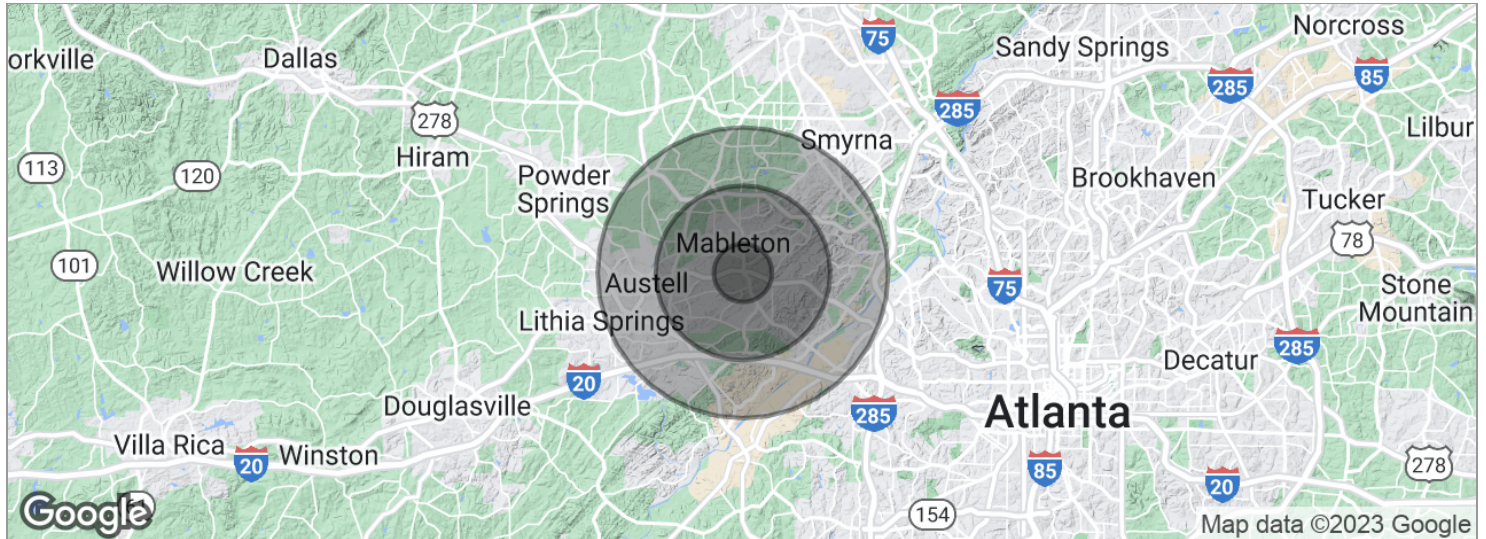 Norcross
75
Sandy Springs
orkville
Dallas
85
285
285
278
Lilbur
Smyrna
Hiram
113
120
Powder
Springs
Brookhaven
Tucker
78
Mableton
101
Willow Creek
Austell
75
Stone
Mountain
Lithia Springs
285
Decatur
20
Douglasville
285
Atlanta
Villa Rica
20
Winston
85
278
20
Google
154
Map data ©2023 Google